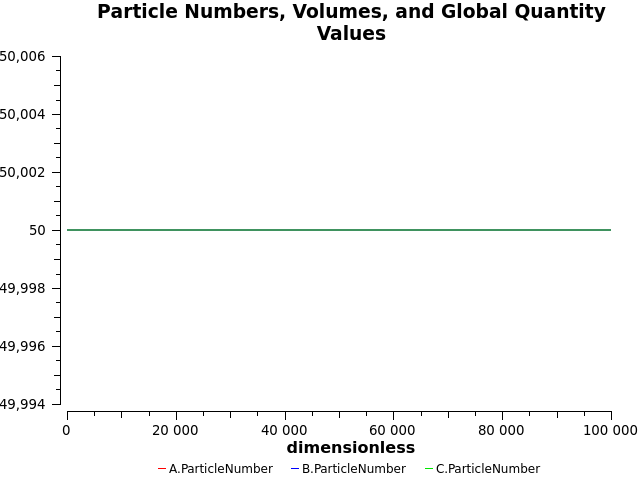 Particle Numbers, Volumes, and Global Quantity
Values
50,006
50,004
50,002
50
49,998
49,996
49,994
0 20 000 40 000 60 000 80 000 100 000
dimensionless
A.ParticleNumber B.ParticleNumber C.ParticleNumber